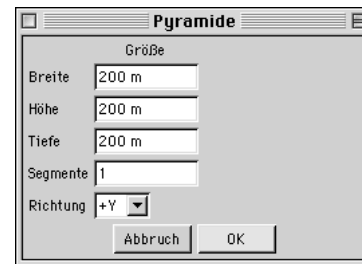 Pyramide
Größe
Breite 200 m
Höhe 200 m
Tiefe 200 m
Segmente 1
Richtung +Y
Abbruch OK